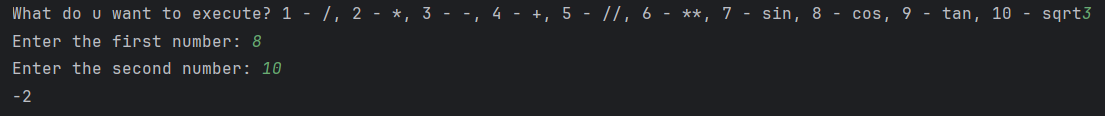 What do u want to execute? 1 - /, 2 - *, 3 - -, 4 - +, 5 - //, 6 - **, 7 - sin, 8 - cos, 9 - tan, 10 - sqrt3
Enter the first number: 8
Enter the second number: 10
-2